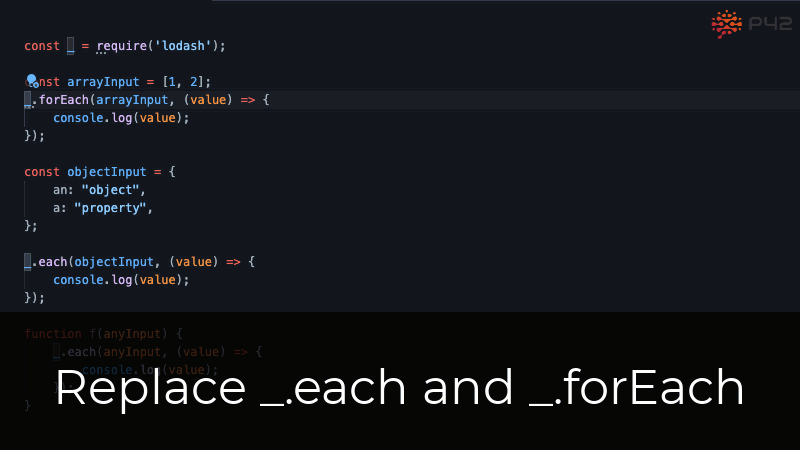 P42
const _ = require('lodash');
const arrayInput = [1, 2];
_.forEach(arrayInput, (value) => {
console.log(value);
});
const objectInput = {
an: "object",
a: "property",
};
_.each(objectInput, (value) => {
console.log(value);
});
function f(anyInput) {
_.each(anyInput, (value) => {
console.log(value);
}
Replace _.each and _.forEach